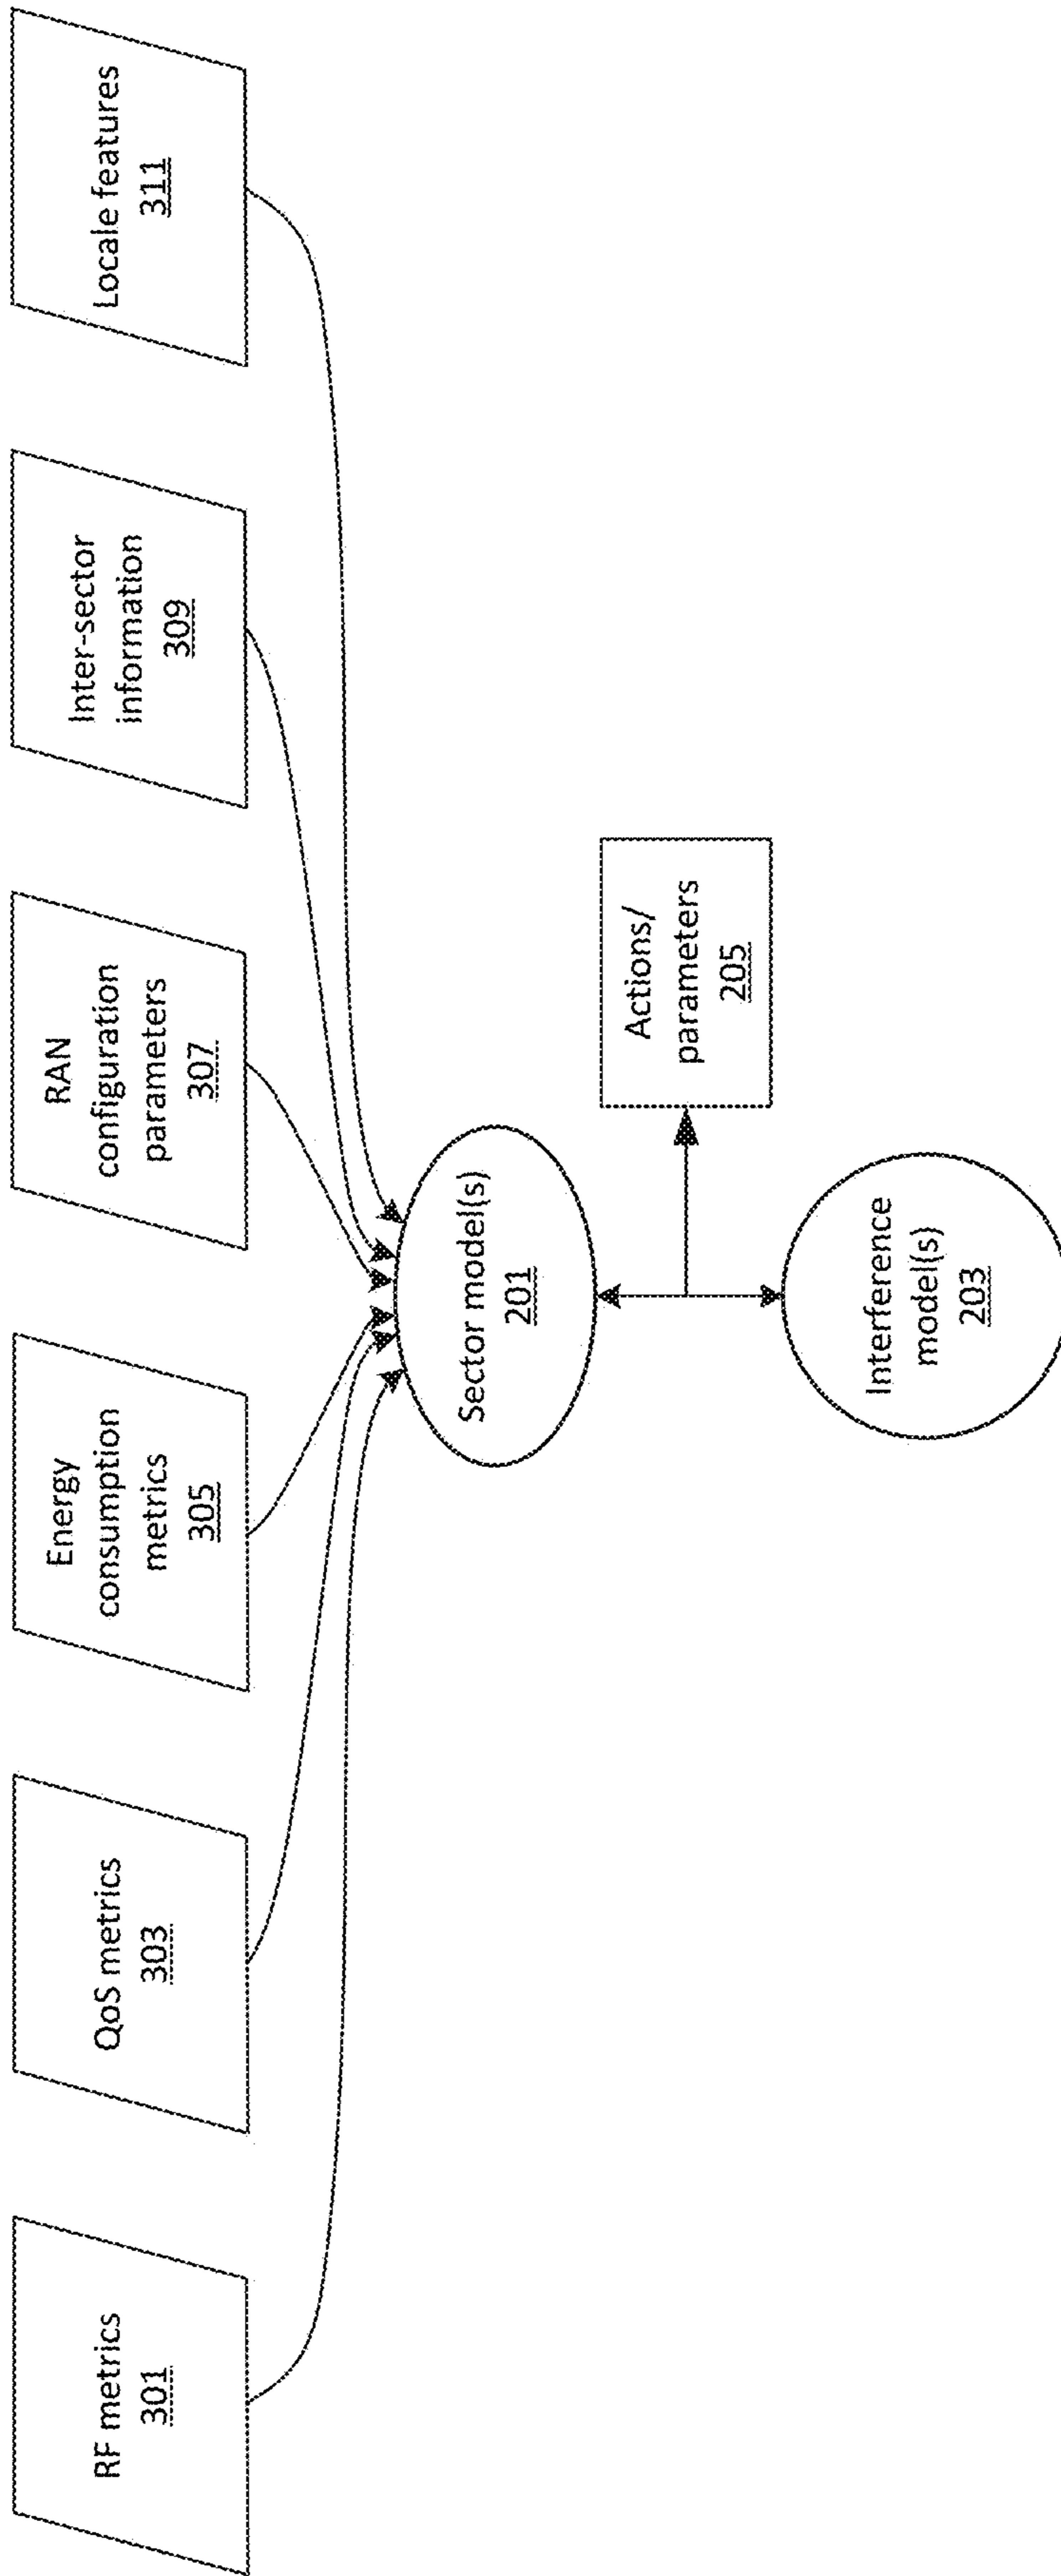 RF metrics
301
QoS metrics
303
Energy
consumption
metrics
305
RAN
configuration
parameters
307
Inter-sector
information
309
Locale features
311
Sector model(s)
201
Actions/
parameters
205
Interference
model(s)
203